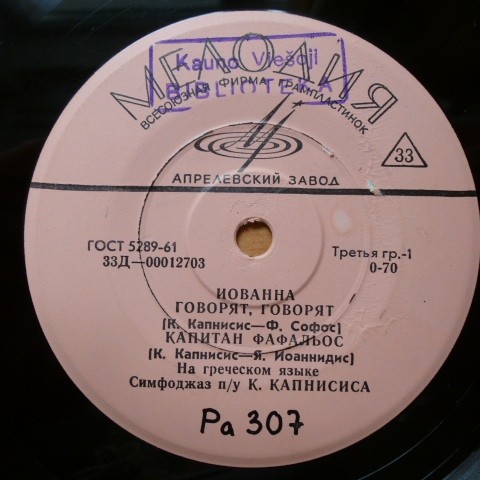 МЕЛОДИЯ
Kauno Viešoji
BIBLIOTEKA
ВСЕСОЮЗНАЯ ФИРМА ГРАМПЛАСТИНОК
33
АПРЕЛЕВСКИЙ ЗАВОД
ГОСТ 5289-61
33Д—00012703
Третья гр.-1
0-70
ИОВАННА
ГОВОРЯТ, ГОВОРЯТ
(К. Капнисис—Ф. Софос)
КАПИТАН ФАФАЛЬОС
(К. Капнисис—Я. Иоаннидис)
На греческом языке
Симфоджаз п/у К. КАПНИСИСА
Ра 307